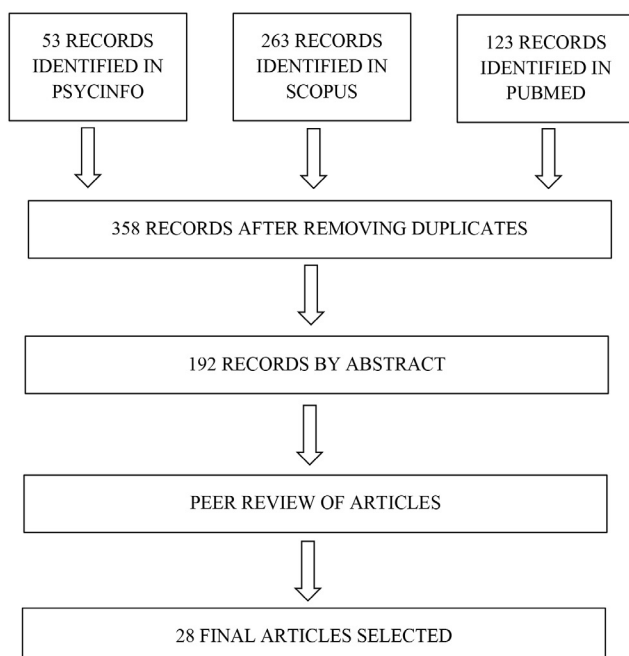 53 RECORDS
IDENTIFIED IN
PSYCINFO
263 RECORDS
IDENTIFIED IN
SCOPUS
123 RECORDS
IDENTIFIED IN
PUBMED
358 RECORDS AFTER REMOVING DUPLICATES
192 RECORDS BY ABSTRACT
PEER REVIEW OF ARTICLES
28 FINAL ARTICLES SELECTED